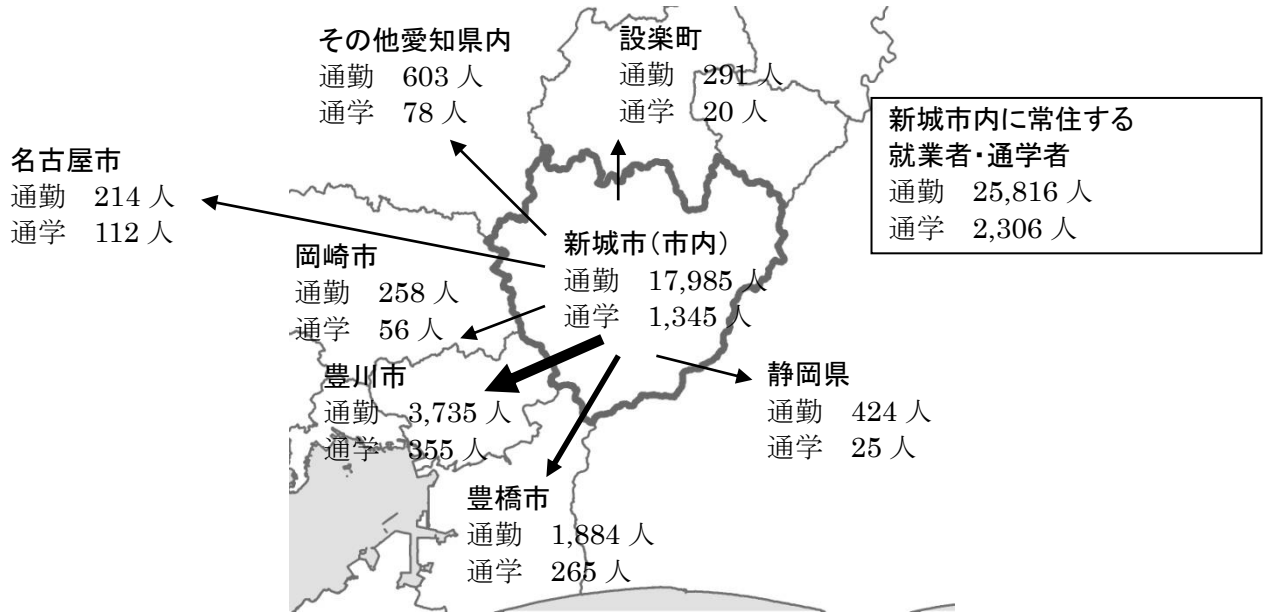 その他愛知県内
通勤 603 人
通学 78 人
設楽町
通勤 291 人
通学 20 人
新城市内に常住する
就業者・通学者
通勤 25,816 人
通学 2,306 人
名古屋市
通勤 214 人
通学 112 人
新城市(市内)
通勤 17,985 人
通学 1,345 人
岡崎市
通勤 258 人
通学 56 人
豊川市
通勤 3,735 人
通学 355 人
静岡県
通勤 424 人
通学 25 人
豊橋市
通勤 1,884 人
通学 265 人